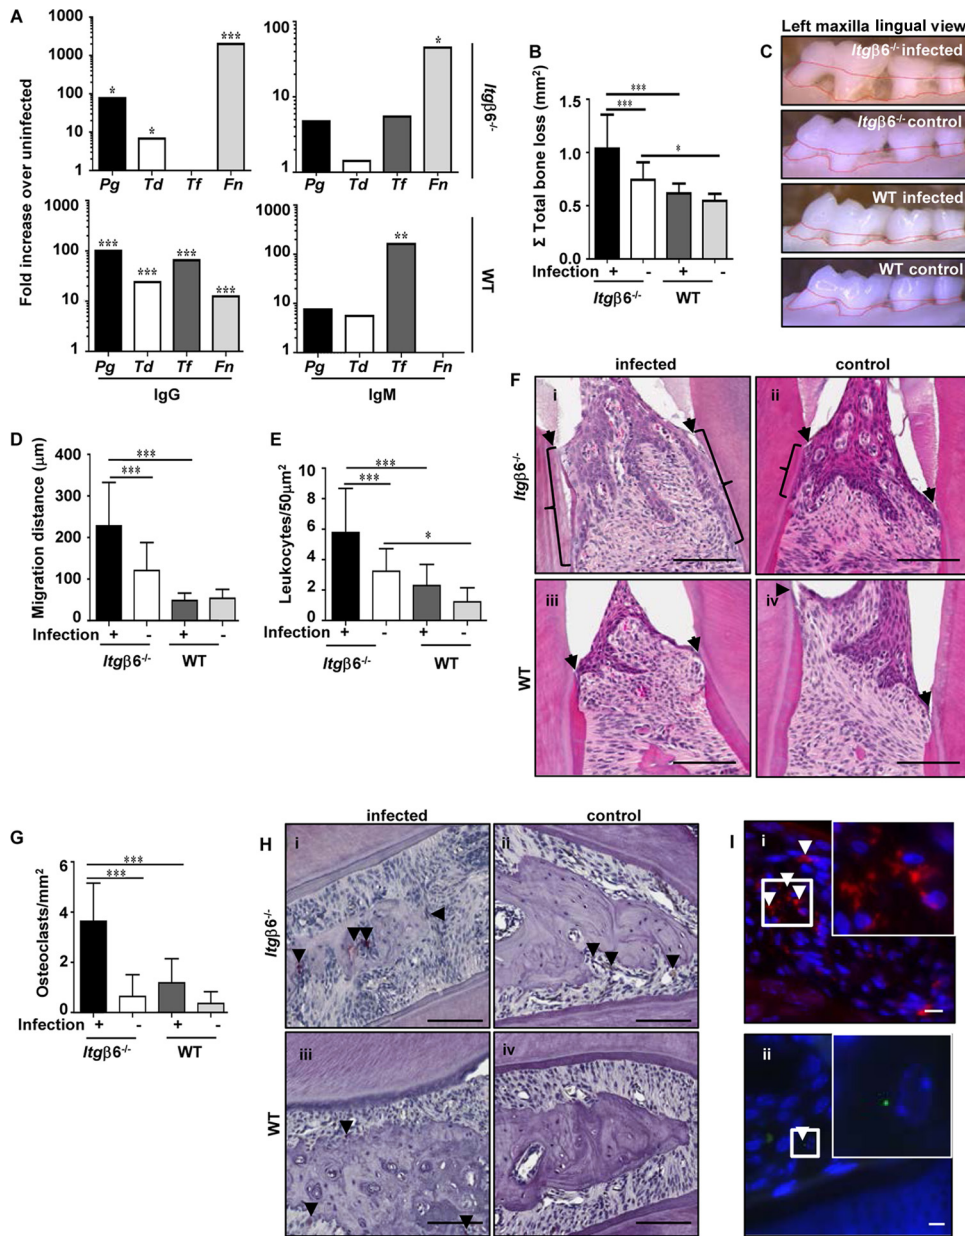 A
Fold increase over uninfected
10000
1000
100
10
1
*
*
***
Pg Td Tf Fn
100
10
1
*
Pg Td Tf Fn
Itgβ6-/-
1000
100
10
1
***
***
***
***
Pg Td Tf Fn
IgG
1000
100
10
1
**
Pg Td Tf Fn
IgM
WT
B
Σ Total bone loss (mm2)
1.5
1.0
0.5
0.0
***
***
*
Infection + - + -
Itgβ6-/- WT
C
Left maxilla lingual view
Itgβ6-/- infected
Itgβ6-/- control
WT infected
WT control
D
Migration distance (μm)
400
300
200
100
0
***
***
Infection + - + -
Itgβ6-/- WT
E
Leukocytes/50μm2
10
8
6
4
2
0
***
***
*
Infection + - + -
Itgβ6-/- WT
F
infected control
Itgβ6-/-
i
ii
WT
iii
iv
G
Osteoclasts/mm2
6
4
2
0
***
***
Infection + - + -
Itgβ6-/- WT
H
infected control
Itgβ6-/-
i
ii
WT
iii
iv
I
i
ii